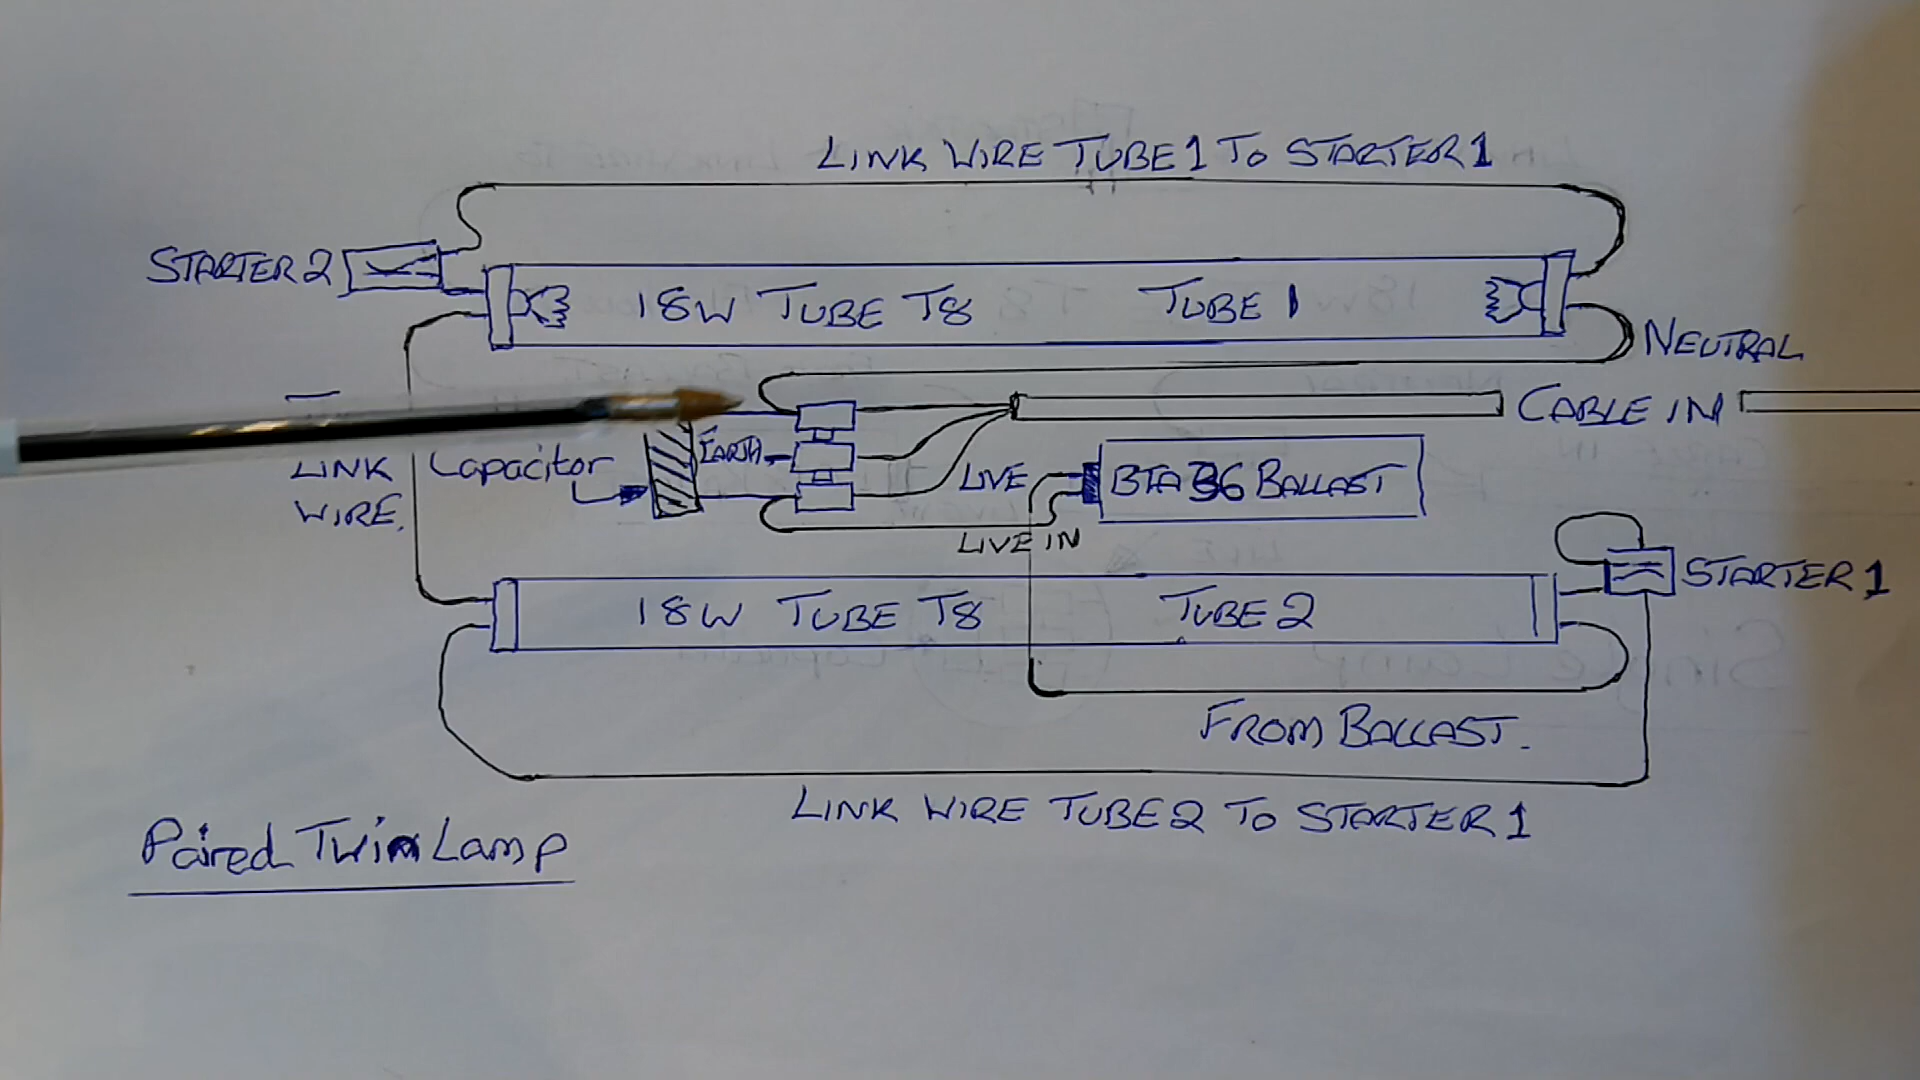 LINK WIRE TUBE 1 TO STARTER 1
STARTER 2
18W TUBE T8 TUBE 1
NEUTRAL
CABLE IN
LINK
WIRE.
Capacitor
EARTH
LIVE
BTA 36 BALLAST
LIVE IN
STARTER 1
18W TUBE T8 TUBE 2
FROM BALLAST.
LINK WIRE TUBE 2 TO STARTER 1
Paired Twin Lamp